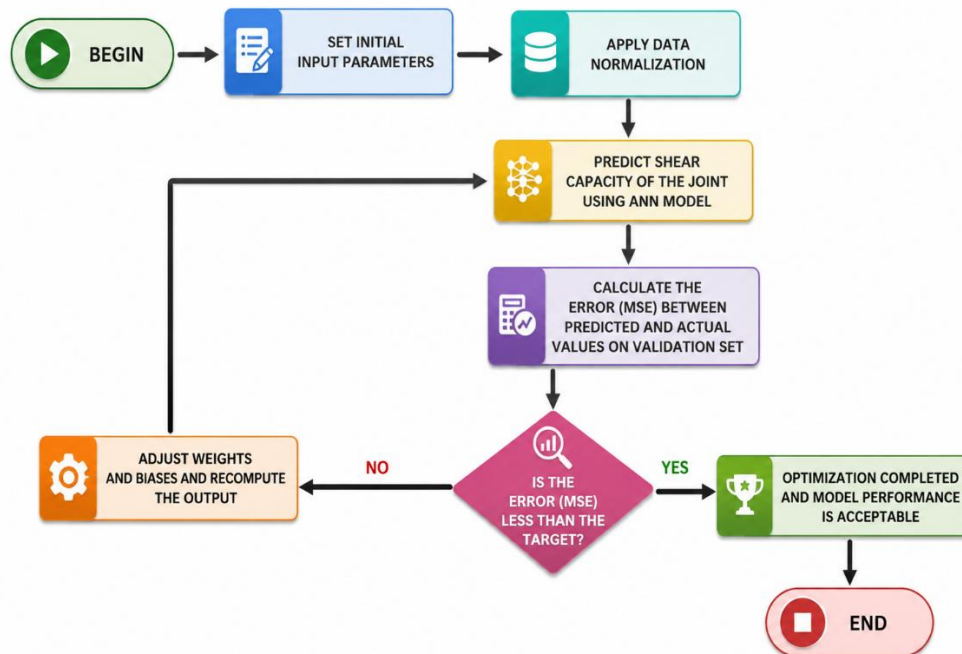 BEGIN
SET INITIAL
INPUT PARAMETERS
APPLY DATA
NORMALIZATION
PREDICT SHEAR
CAPACITY OF THE JOINT
USING ANN MODEL
CALCULATE THE
ERROR (MSE) BETWEEN
PREDICTED AND ACTUAL
VALUES ON VALIDATION SET
IS THE
ERROR (MSE)
LESS THAN THE
TARGET?
NO
ADJUST WEIGHTS
AND BIASES AND RECOMPUTE
THE OUTPUT
YES
OPTIMIZATION COMPLETED
AND MODEL PERFORMANCE
IS ACCEPTABLE
END